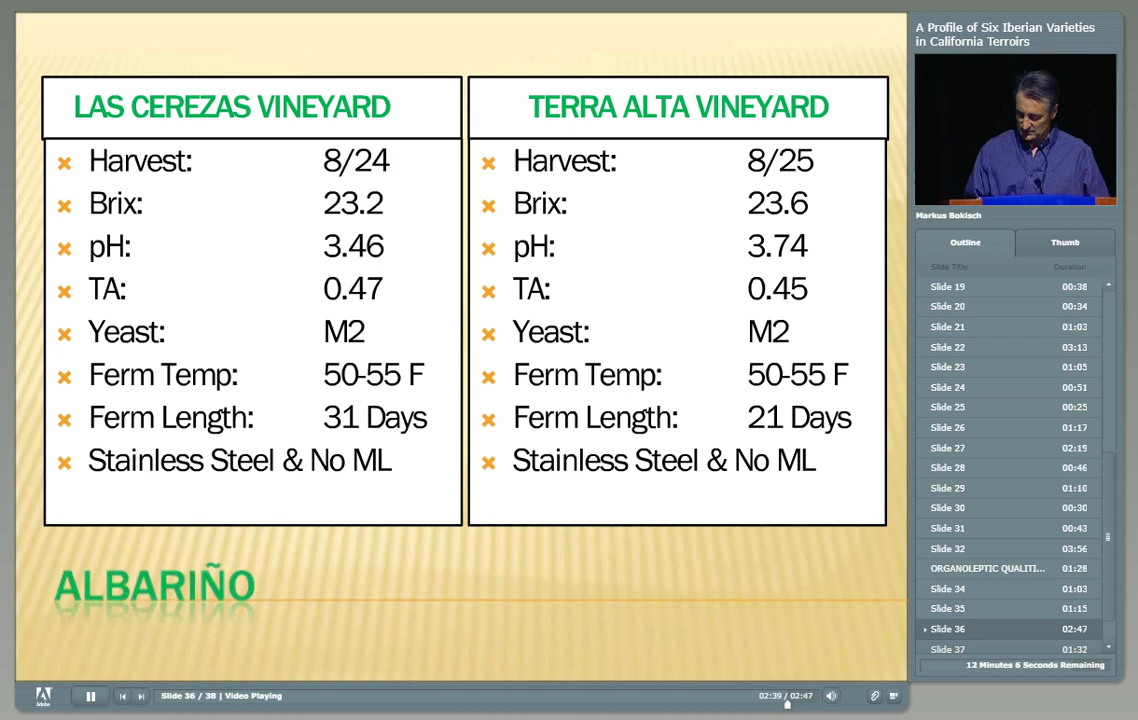 LAS CEREZAS VINEYARD
Harvest: 8/24
Brix: 23.2
pH: 3.46
TA: 0.47
Yeast: M2
Ferm Temp: 50-55 F
Ferm Length: 31 Days
Stainless Steel & No ML
TERRA ALTA VINEYARD
Harvest: 8/25
Brix: 23.6
pH: 3.74
TA: 0.45
Yeast: M2
Ferm Temp: 50-55 F
Ferm Length: 21 Days
Stainless Steel & No ML
ALBARIÑO
A Profile of Six Iberian Varieties
in California Terroirs
Markus Bokisch
Outline Thumb
Slide Title Duration
Slide 19 00:38
Slide 20 00:34
Slide 21 01:03
Slide 22 03:13
Slide 23 01:05
Slide 24 00:51
Slide 25 00:25
Slide 26 01:17
Slide 27 02:19
Slide 28 00:46
Slide 29 01:10
Slide 30 00:30
Slide 31 00:43
Slide 32 03:56
ORGANOLEPTIC QUALITI... 01:28
Slide 34 01:03
Slide 35 01:15
Slide 36 02:47
Slide 37 01:32
12 Minutes 6 Seconds Remaining
Adobe
Slide 36 / 38 | Video Playing
02:39 / 02:47